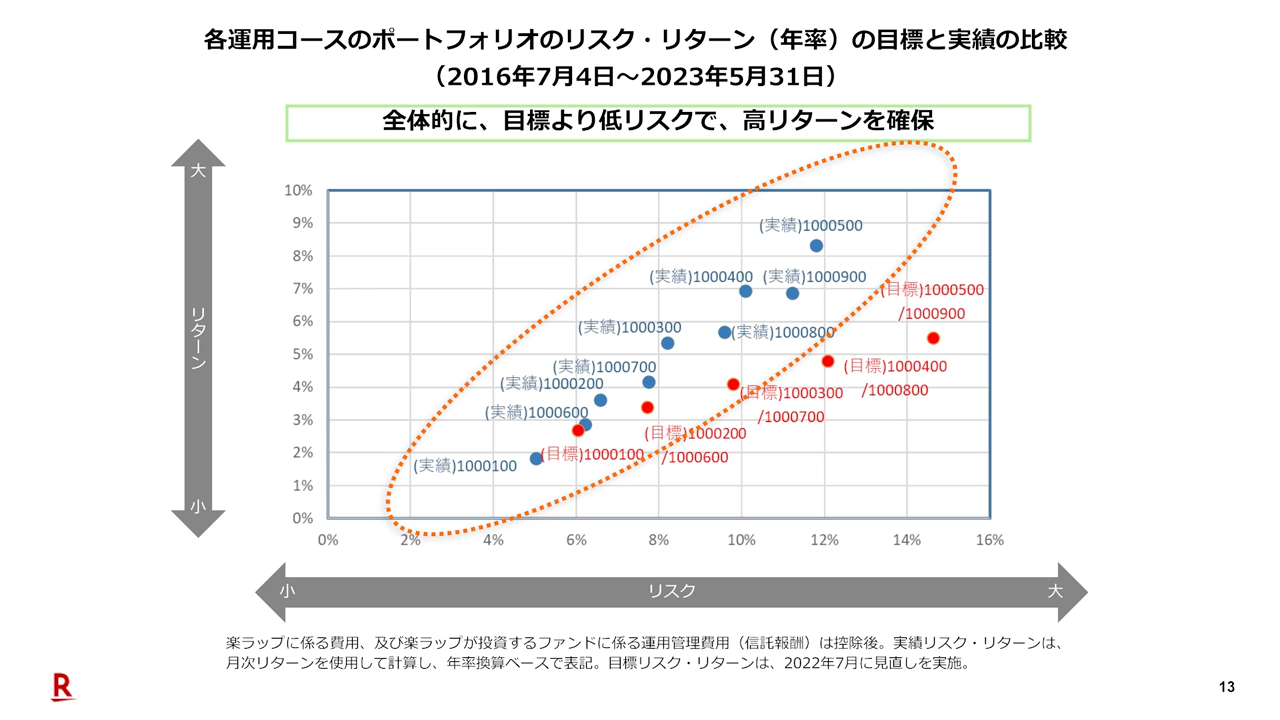 各運用コースのポートフォリオのリスク・リターン（年率）の目標と実績の比較
（2016年7月4日～2023年5月31日）
全体的に、目標より低リスクで、高リターンを確保
大
リターン
小
10%
9%
8%
7%
6%
5%
4%
3%
2%
1%
0%
(実績)1000500
(実績)1000400
(実績)1000900
(目標)1000500
/1000900
(実績)1000300
(実績)1000800
(実績)1000700
(目標)1000400
/1000800
(実績)1000200
(目標)1000300
/1000700
(実績)1000600
(目標)1000200
/1000600
(目標)1000100
(実績)1000100
0%
2%
4%
6%
8%
10%
12%
14%
16%
小
リスク
大
楽ラップに係る費用、及び楽ラップが投資するファンドに係る運用管理費用（信託報酬）は控除後。実績リスク・リターンは、
月次リターンを使用して計算し、年率換算ベースで表記。目標リスク・リターンは、2022年7月に見直しを実施。
R
13